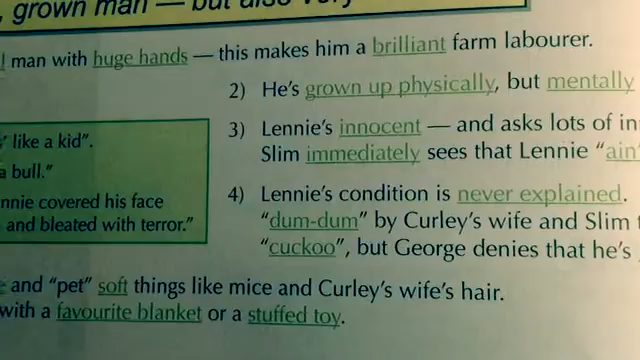 , grown man — but also very
man with huge hands — this makes him a brilliant farm labourer.
2) He's grown up physically, but mentally
3) Lennie's innocent — and asks lots of in
Slim immediately sees that Lennie "ain'
' like a kid".
a bull."
nnie covered his face
and bleated with terror."
4) Lennie's condition is never explained.
"dum-dum" by Curley's wife and Slim t
"cuckoo", but George denies that he's
and "pet" soft things like mice and Curley's wife's hair.
with a favourite blanket or a stuffed toy.